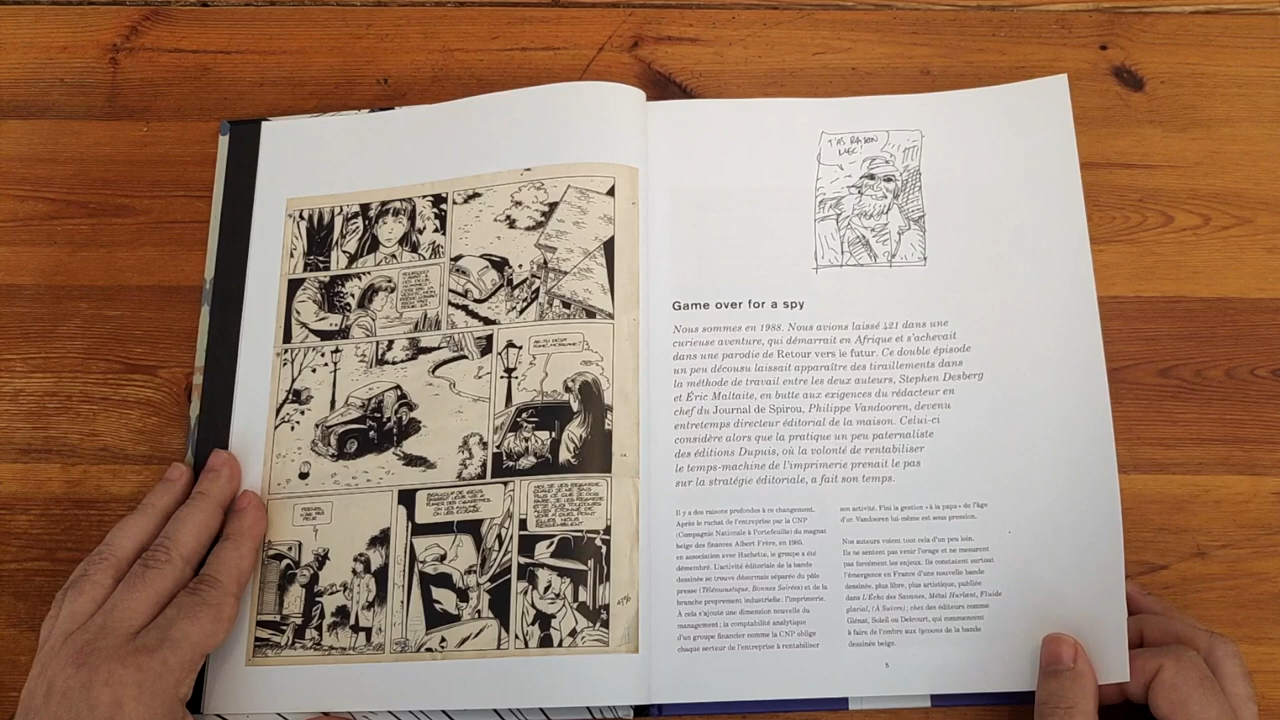 POURQUOI
MORGANE?
T'AS RAISON
MEC!
Game over for a spy
Nous sommes en 1988. Nous avions laissé 421 dans une
curieuse aventure, qui démarrait en Afrique et s'achevait
dans une parodie de Retour vers le futur. Ce double épisode
un peu décousu laissait apparaître des tiraillements dans
la méthode de travail entre les deux auteurs, Stephen Desberg
et Éric Maltaite, en butte aux exigences du rédacteur en
chef du Journal de Spirou, Philippe Vandooren, devenu
entretemps directeur éditorial de la maison. Celui-ci
considère alors que la pratique un peu paternaliste
des éditions Dupuis, où la volonté de rentabiliser
le temps-machine de l'imprimerie prenait le pas
sur la stratégie éditoriale, a fait son temps.
Il y a des raisons profondes à ce changement.
Après le rachat de l'entreprise par la CNP
(Compagnie Nationale à Portefeuille) du magnat
belge des finances Albert Frère, en 1985,
en association avec Hachette, le groupe a été
démembré. L'activité éditoriale de la bande
dessinée se trouve désormais séparée du pôle
presse (Télémoustique, Bonnes Soirées) et de la
branche proprement industrielle : l'imprimerie.
À cela s'ajoute une dimension nouvelle du
management : la comptabilité analytique
d'un groupe financier comme la CNP oblige
chaque secteur de l'entreprise à rentabiliser
son activité. Fini la gestion « à la papa » de l'âge
d'or. Vandooren lui-même est sous pression.
Nos auteurs voient tout cela d'un peu loin.
Ils ne sentent pas venir l'orage et ne mesurent
pas forcément les enjeux. Ils constatent surtout
l'émergence en France d'une nouvelle bande
dessinée, plus libre, plus artistique, publiée
dans L'Écho des Savanes, Métal Hurlant, Fluide
glacial, (À Suivre) ; chez des éditeurs comme
Glénat, Soleil ou Delcourt, qui commencent
à faire de l'ombre aux tycoons de la bande
dessinée belge.
5